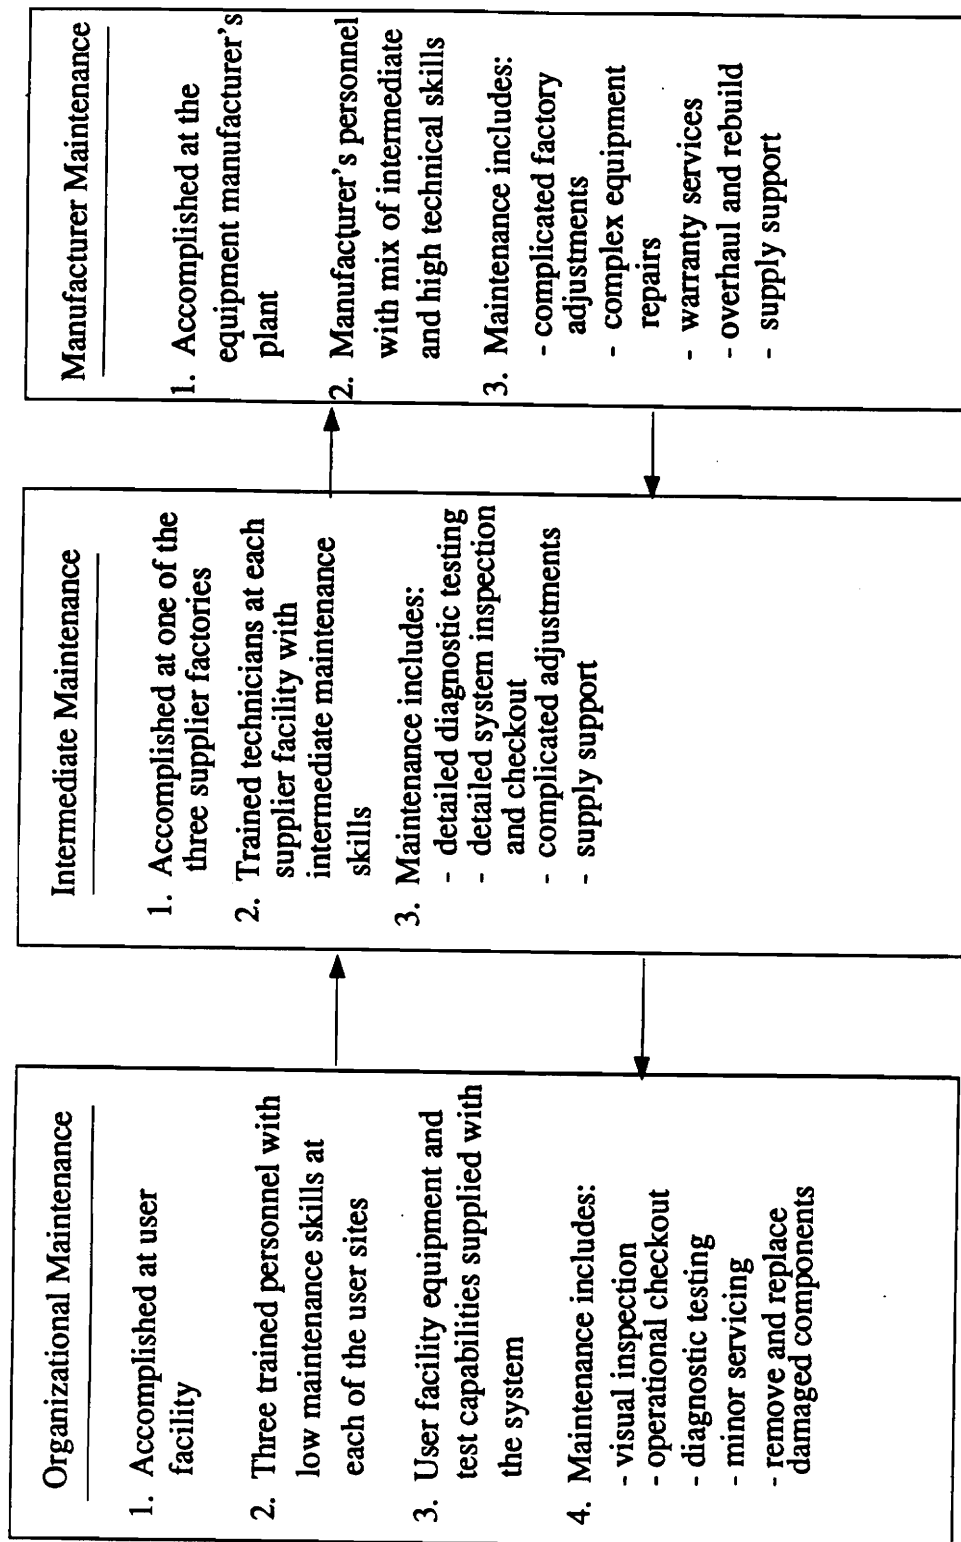 Organizational Maintenance
1. Accomplished at user
facility
2. Three trained personnel with
low maintenance skills at
each of the user sites
3. User facility equipment and
test capabilities supplied with
the system
4. Maintenance includes:
- visual inspection
- operational checkout
- diagnostic testing
- minor servicing
- remove and replace
damaged components
Intermediate Maintenance
1. Accomplished at one of the
three supplier factories
2. Trained technicians at each
supplier facility with
intermediate maintenance
skills
3. Maintenance includes:
- detailed diagnostic testing
- detailed system inspection
and checkout
- complicated adjustments
- supply support
Manufacturer Maintenance
1. Accomplished at the
equipment manufacturer's
plant
2. Manufacturer's personnel
with mix of intermediate
and high technical skills
3. Maintenance includes:
- complicated factory
adjustments
- complex equipment
repairs
- warranty services
- overhaul and rebuild
- supply support